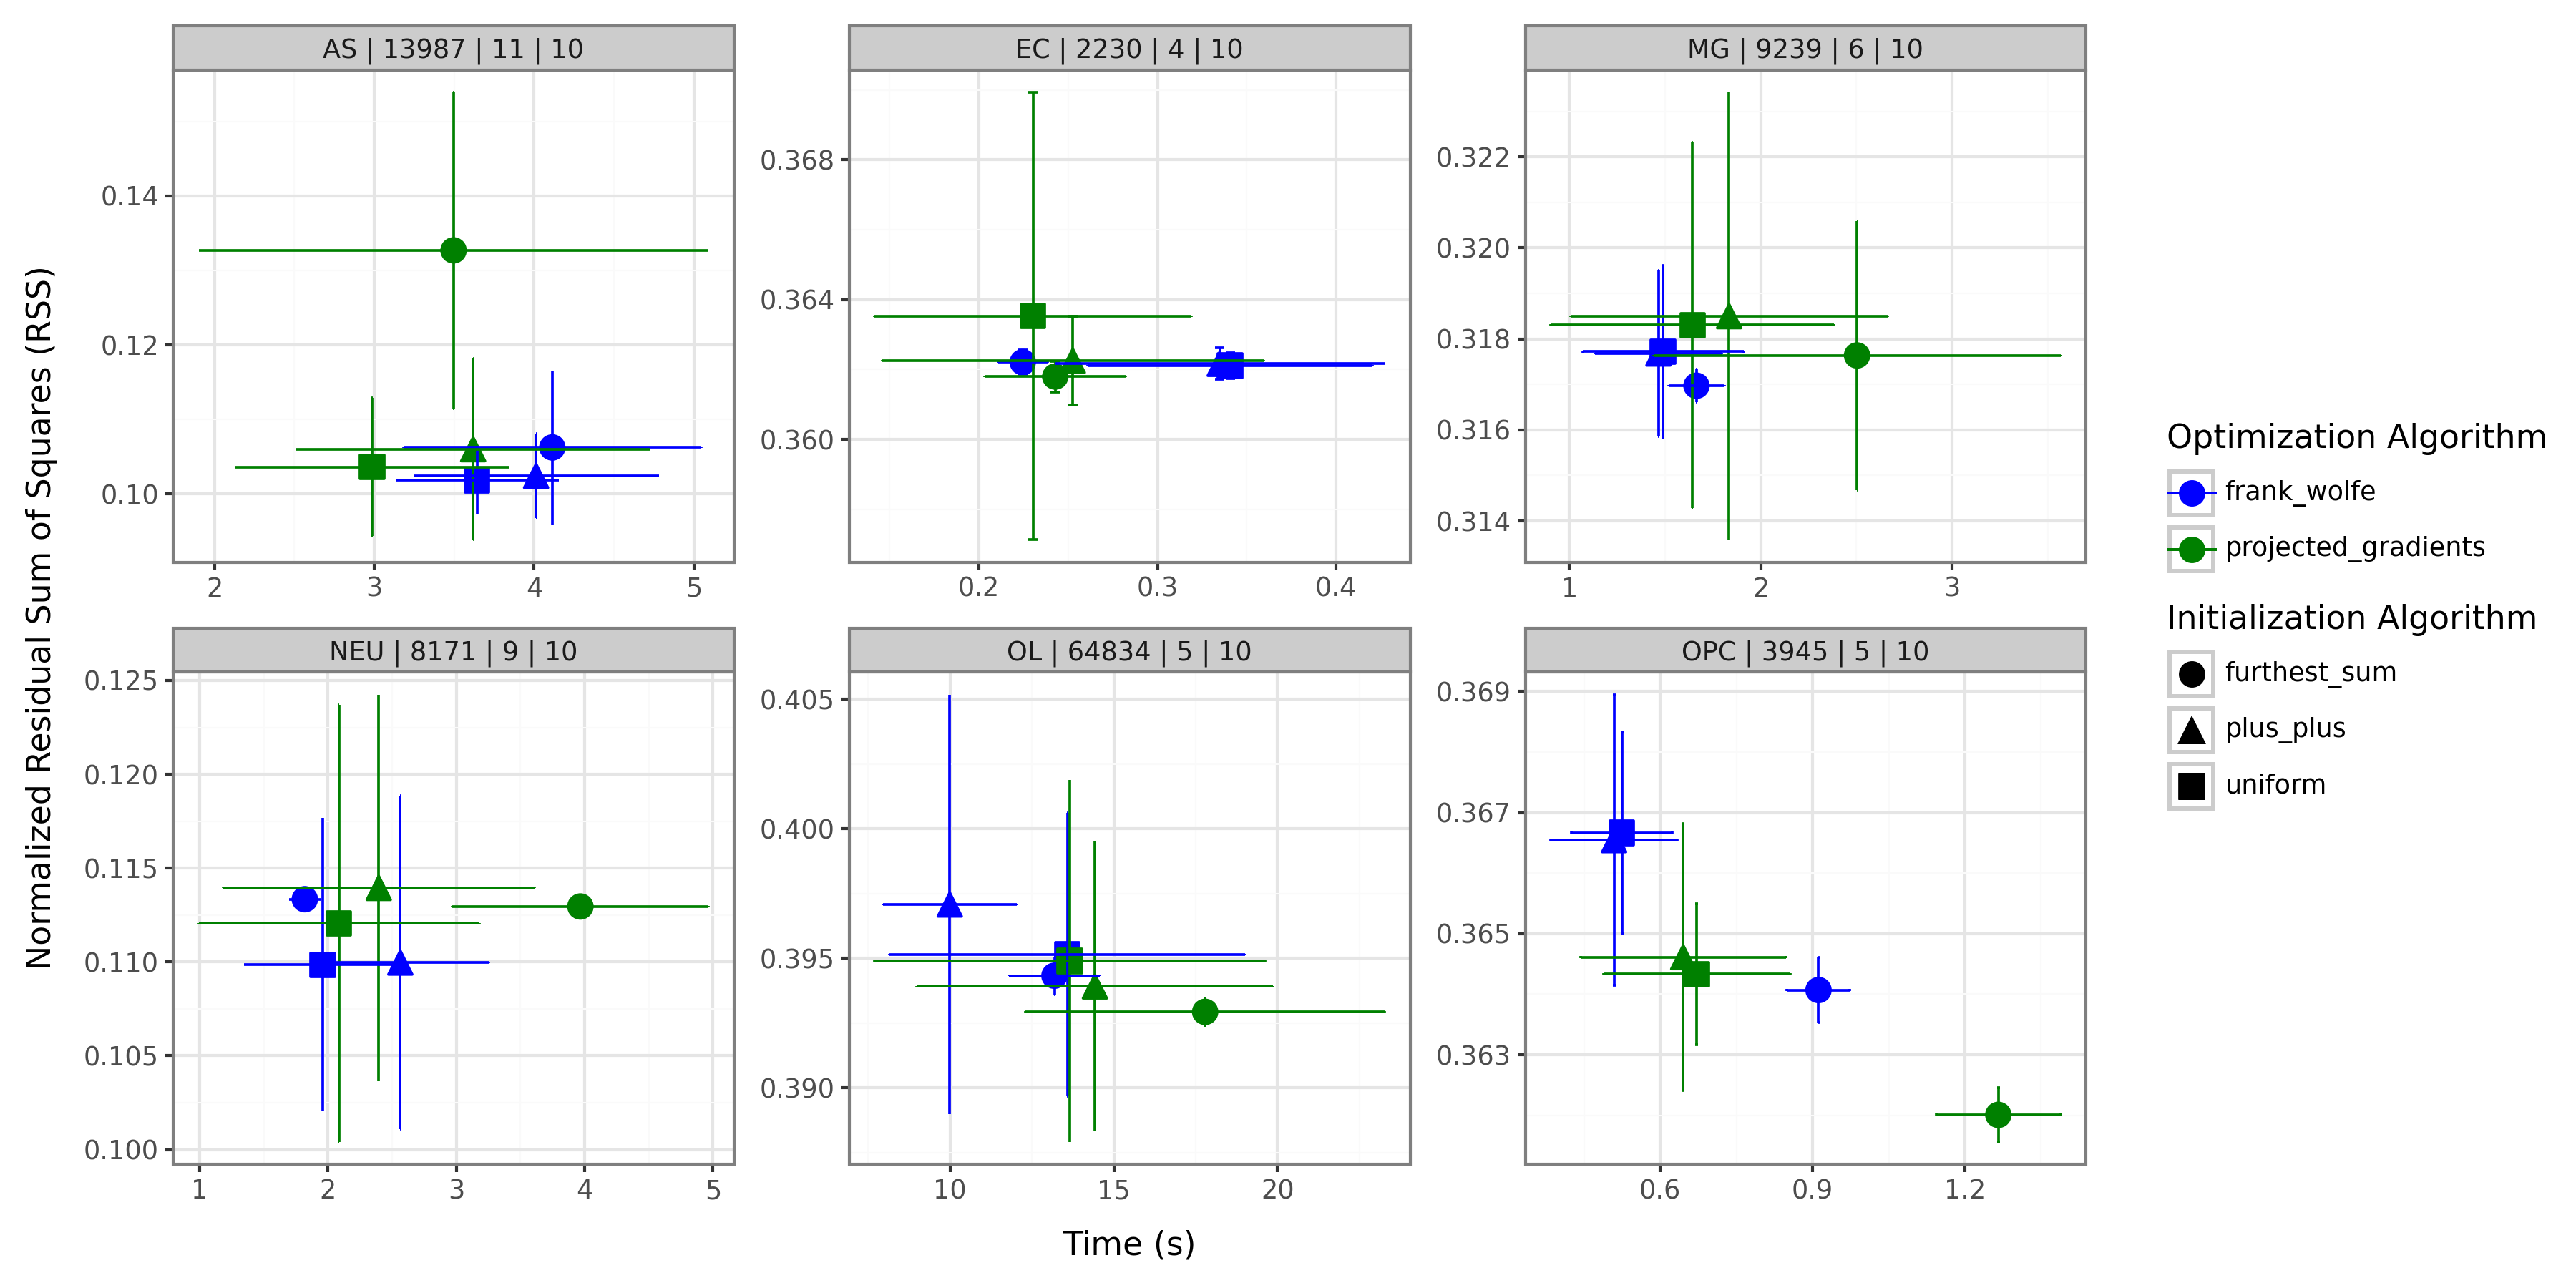 AS | 13987 | 11 | 10
EC | 2230 | 4 | 10
MG | 9239 | 6 | 10
0.14
0.12
0.10
2 3 4 5
0.368
0.364
0.360
0.2 0.3 0.4
0.322
0.320
0.318
0.316
0.314
1 2 3
NEU | 8171 | 9 | 10
OL | 64834 | 5 | 10
OPC | 3945 | 5 | 10
0.125
0.120
0.115
0.110
0.105
0.100
1 2 3 4 5
0.405
0.400
0.395
0.390
10 15 20
0.369
0.367
0.365
0.363
0.6 0.9 1.2
Normalized Residual Sum of Squares (RSS)
Time (s)
Optimization Algorithm
frank_wolfe
projected_gradients
Initialization Algorithm
furthest_sum
plus_plus
uniform